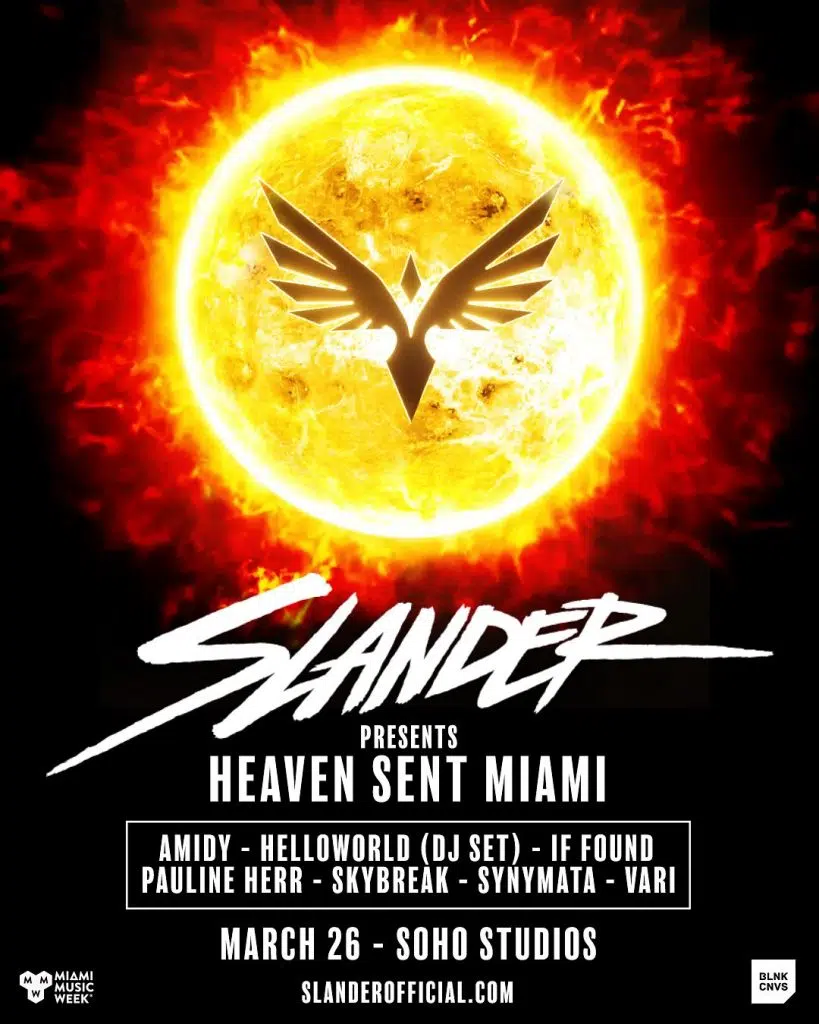 SLANDER
PRESENTS
HEAVEN SENT MIAMI
AMIDY - HELLOWORLD (DJ SET) - IF FOUND
PAULINE HERR - SKYBREAK - SYNYMATA - VARI
MARCH 26 - SOHO STUDIOS
SLANDEROFFICIAL.COM
M M W
MIAMI
MUSIC
WEEK®
BLNK
CNVS